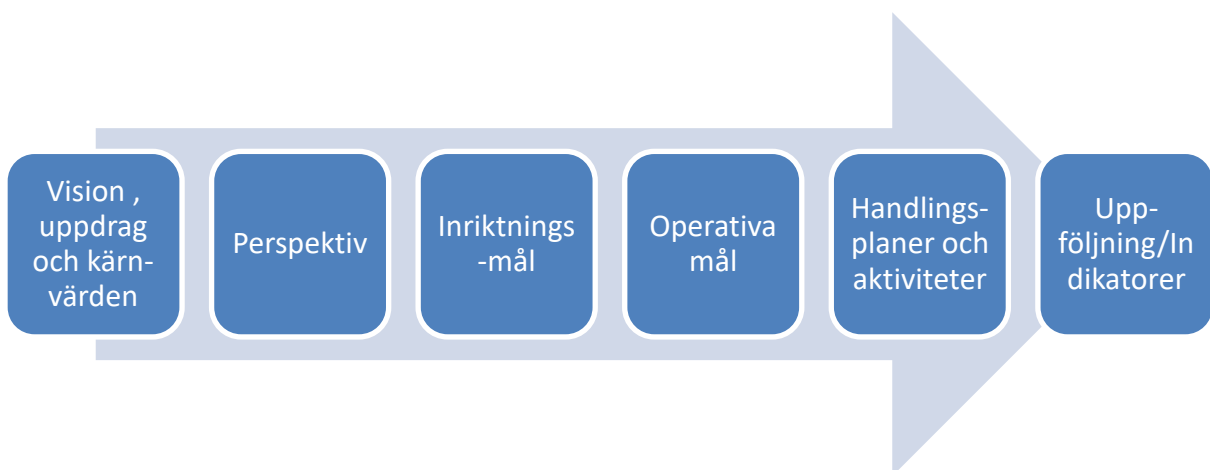 Vision ,
uppdrag
och kärn-
värden
Perspektiv
Inriktnings
-mål
Operativa
mål
Handlings-
planer och
aktiviteter
Upp-
följning/In
dikatorer